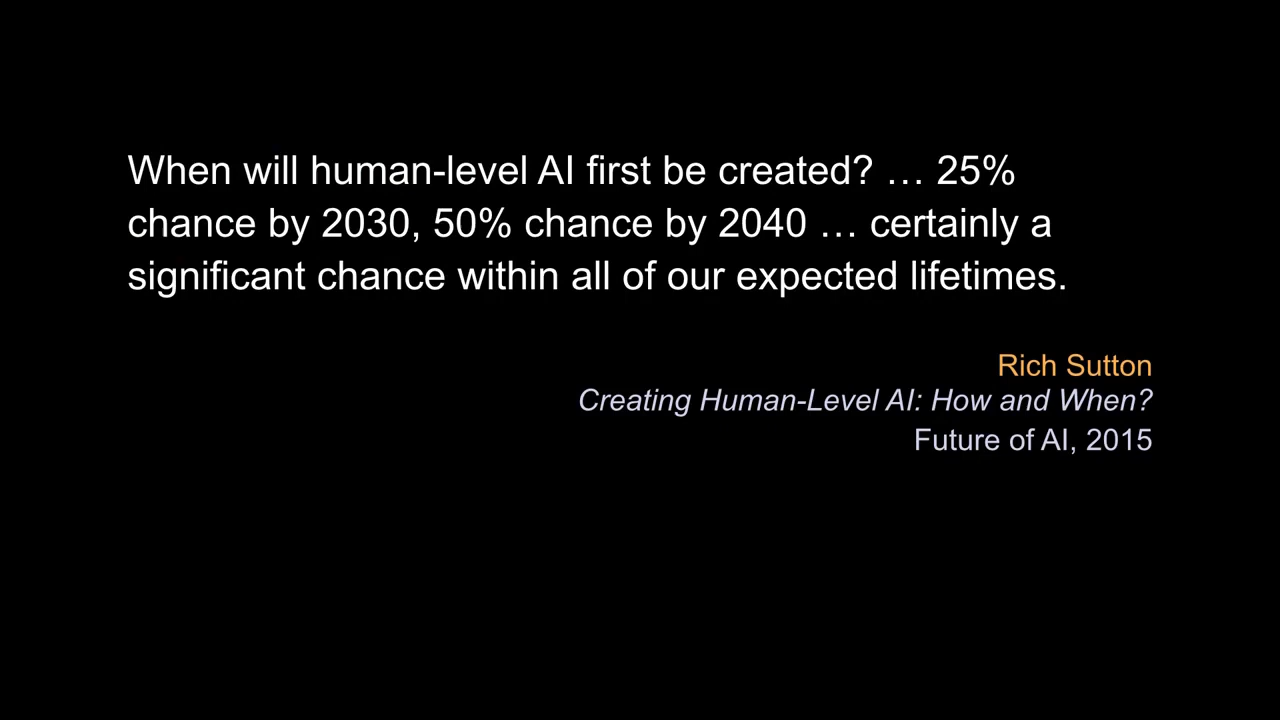 When will human-level AI first be created? … 25%
chance by 2030, 50% chance by 2040 … certainly a
significant chance within all of our expected lifetimes.
Rich Sutton
Creating Human-Level AI: How and When?
Future of AI, 2015